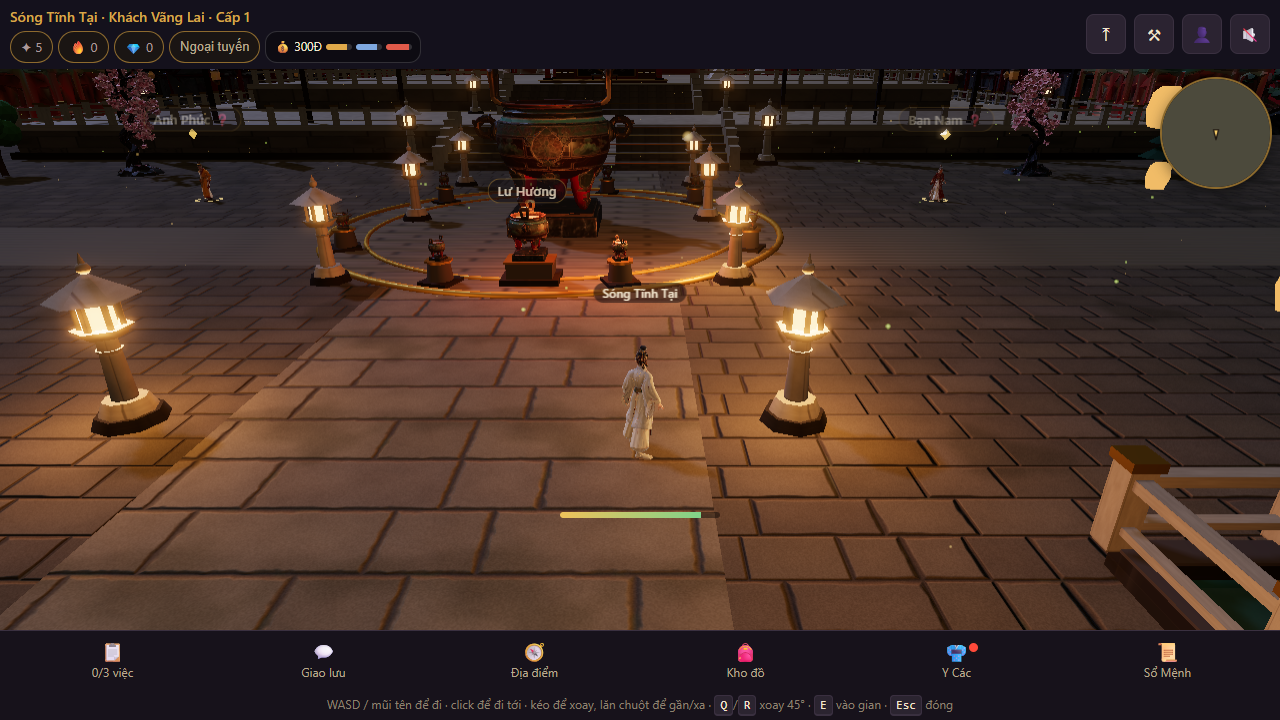 Sóng Tĩnh Tại · Khách Vãng Lai · Cấp 1
5
0
0
Ngoại tuyến
300Đ
Anh Phúc
Bạn Nam
Lư Hương
Sóng Tĩnh Tại
0/3 việc
Giao lưu
Địa điểm
Kho đồ
Y Các
Sổ Mệnh
WASD / mũi tên để đi · click để đi tới · kéo để xoay, lăn chuột để gần/xa · Q / R xoay 45° · E vào gian · Esc đóng